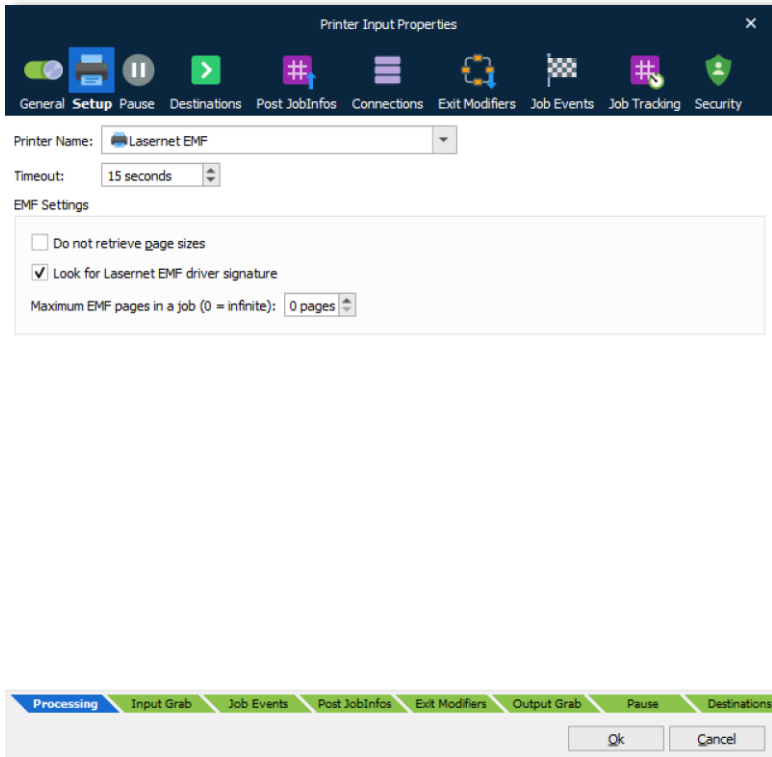 Printer Input Properties
General Setup Pause Destinations Post JobInfos Connections Exit Modifiers Job Events Job Tracking Security
Printer Name: Lasernet EMF
Timeout: 15 seconds
EMF Settings
Do not retrieve page sizes
Look for Lasernet EMF driver signature
Maximum EMF pages in a job (0 = infinite): 0 pages
Processing Input Grab Job Events Post JobInfos Exit Modifiers Output Grab Pause Destinations
Ok Cancel